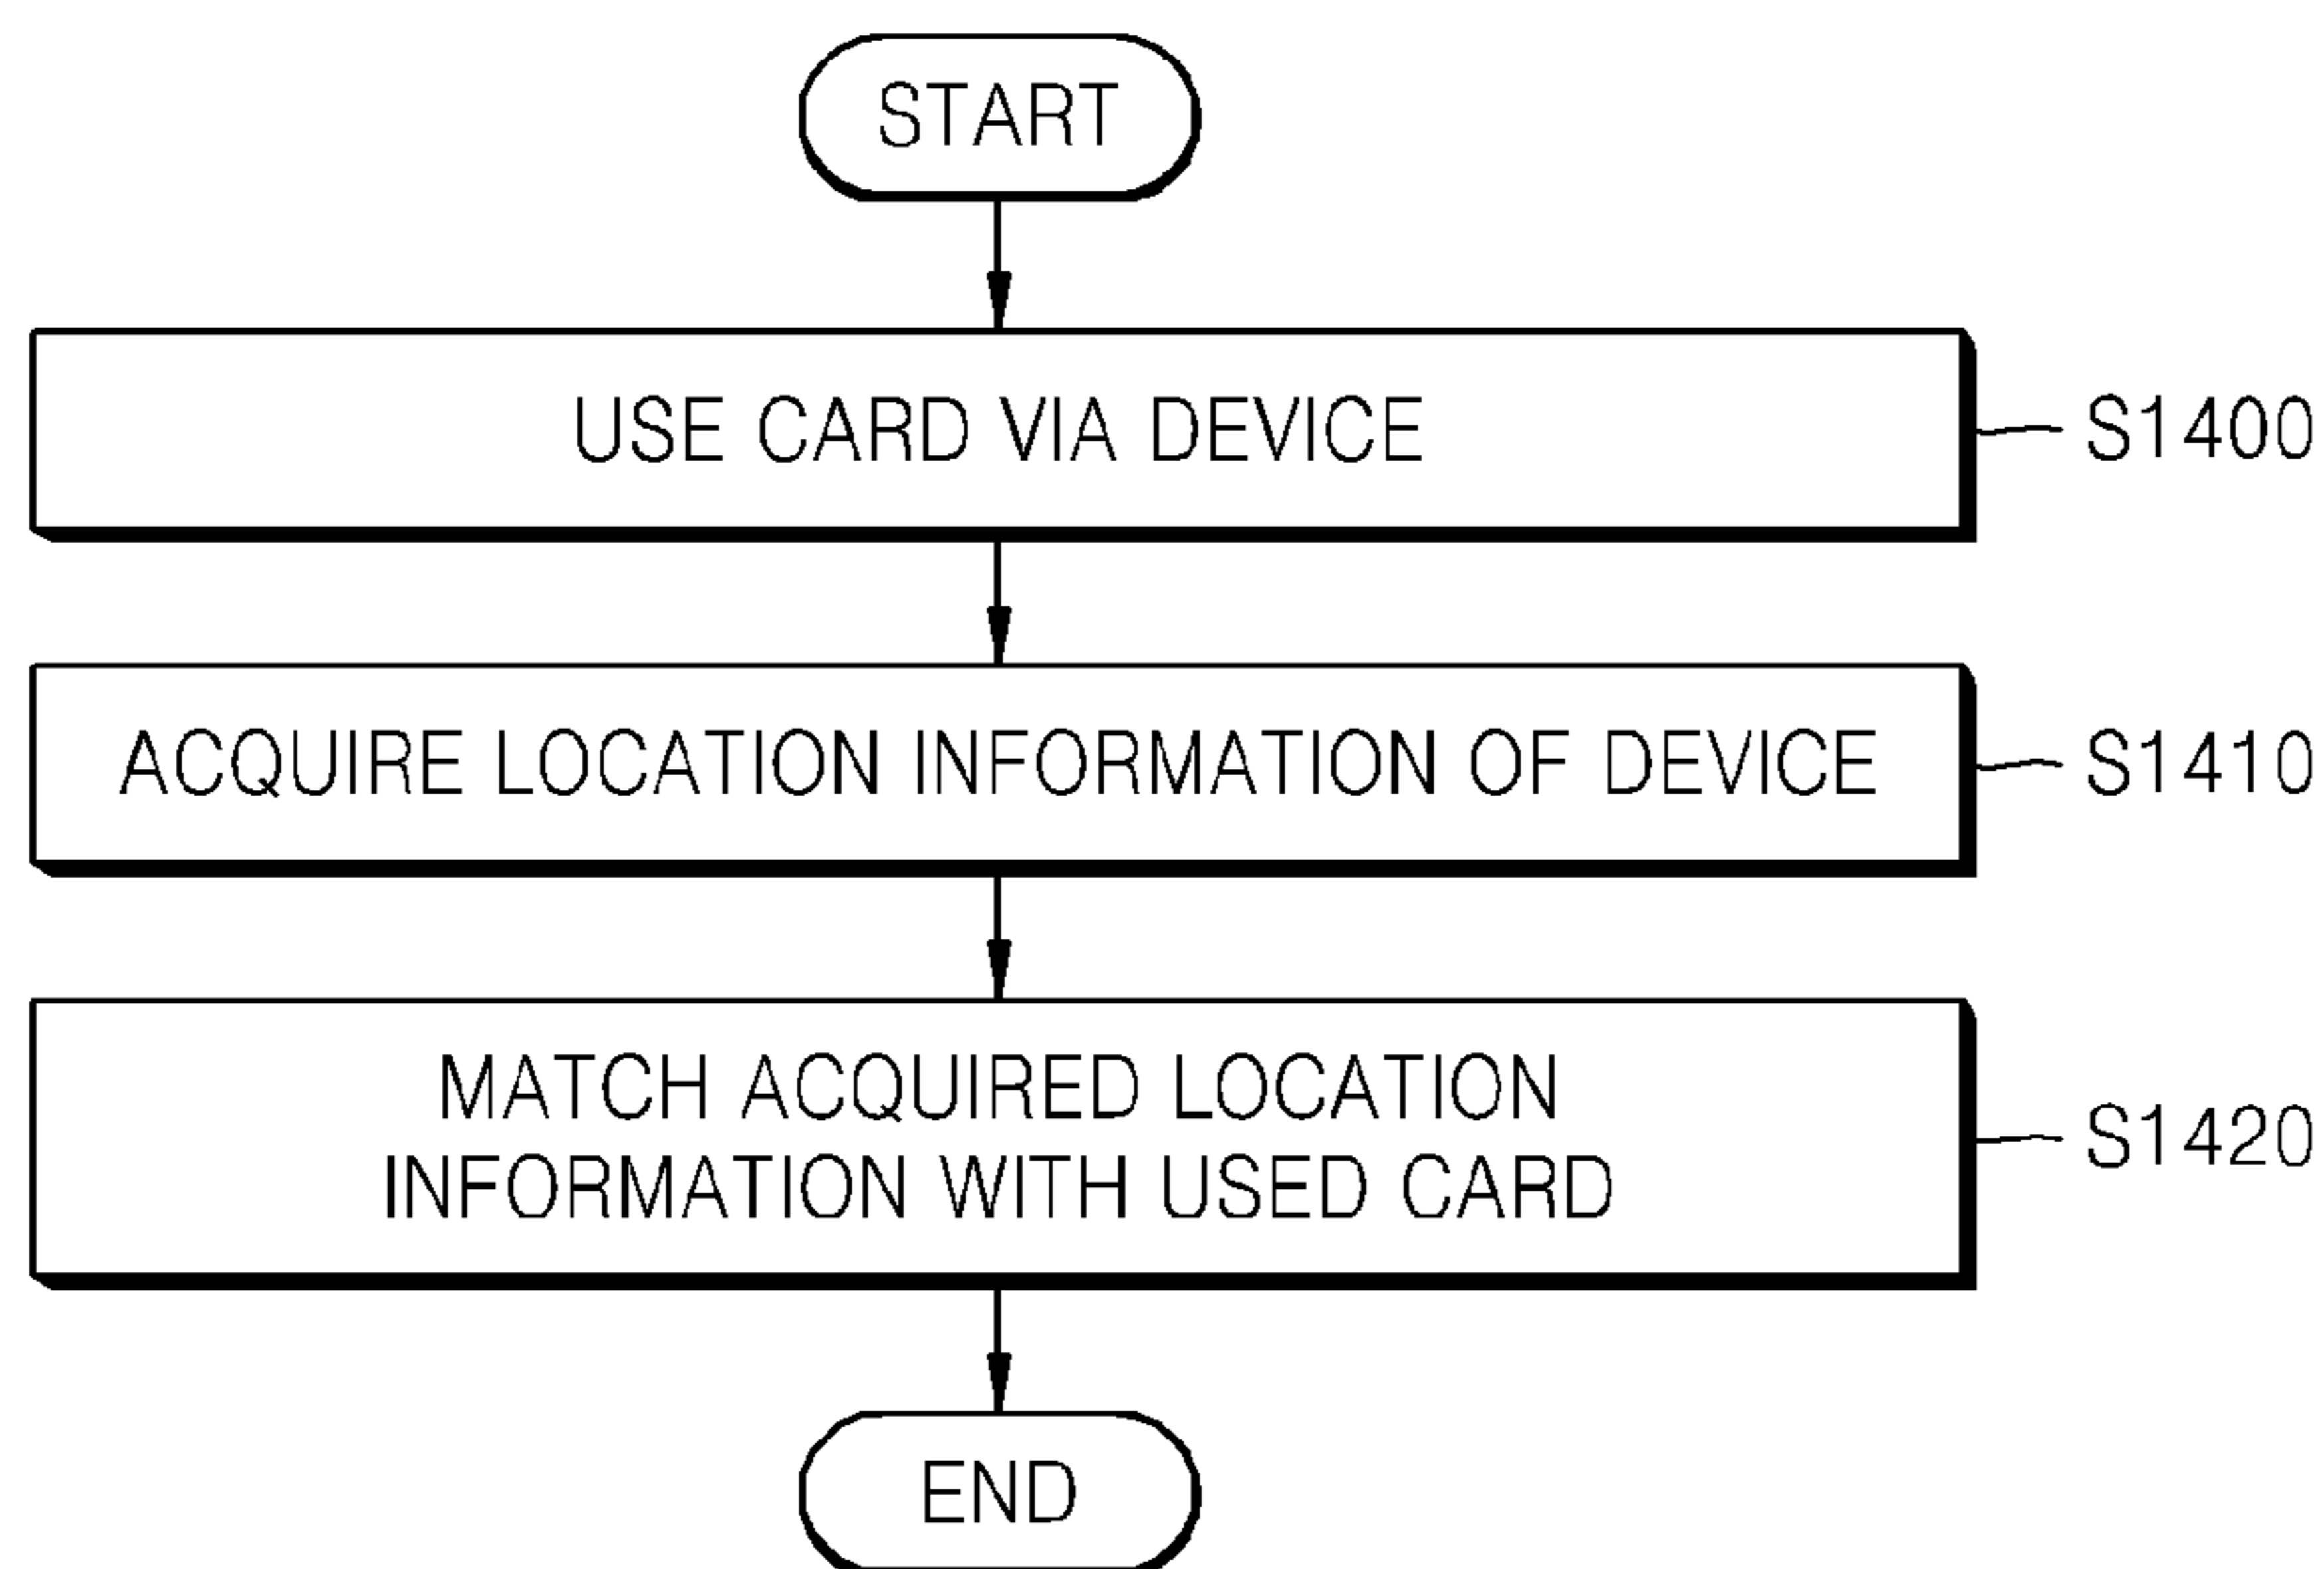 START
USE CARD VIA DEVICE
S1400
ACQUIRE LOCATION INFORMATION OF DEVICE
S1410
MATCH ACQUIRED LOCATION
INFORMATION WITH USED CARD
S1420
END